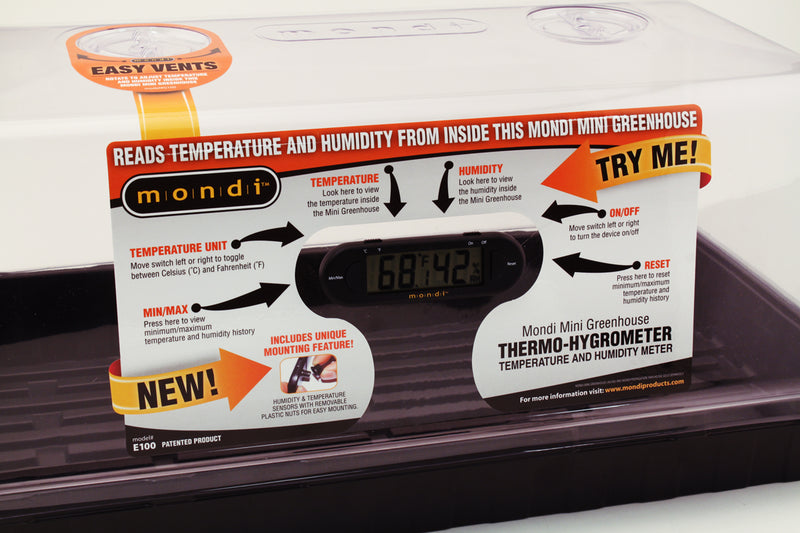 mondi
mondi
EASY VENTS
ROTATE TO ADJUST TEMPERATURE
AND HUMIDITY INSIDE THIS
MONDI MINI GREENHOUSE
READS TEMPERATURE AND HUMIDITY FROM INSIDE THIS MONDI MINI GREENHOUSE
TRY ME!
m|o|n|d|i™
TEMPERATURE
Look here to view
the temperature inside
the Mini Greenhouse
HUMIDITY
Look here to view
the humidity inside
the Mini Greenhouse
TEMPERATURE UNIT
Move switch left or right to toggle
between Celsius (°C) and Fahrenheit (°F)
ON/OFF
Move switch left or right
to turn the device on/off
°C °F On Off
Min/Max 68°F 42% Reset
m|o|n|d|i™
MIN/MAX
Press here to view
minimum/maximum
temperature and humidity history
RESET
Press here to reset
minimum/maximum
temperature and
humidity history
NEW!
INCLUDES UNIQUE
MOUNTING FEATURE!
HUMIDITY & TEMPERATURE
SENSORS WITH REMOVABLE
PLASTIC NUTS FOR EASY MOUNTING.
Mondi Mini Greenhouse
THERMO-HYGROMETER
TEMPERATURE AND HUMIDITY METER
For more information visit: www.mondiproducts.com
model#
E100 PATENTED PRODUCT